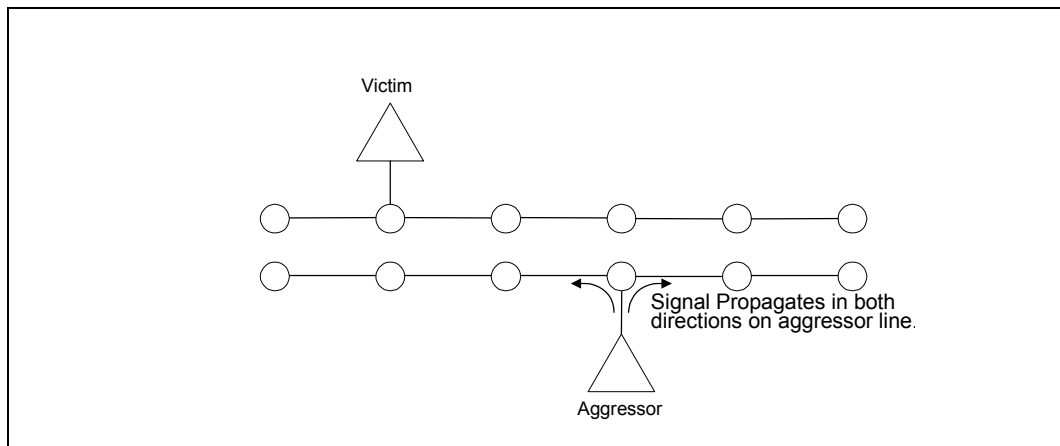 Victim
Signal Propagates in both
directions on aggressor line.
Aggressor